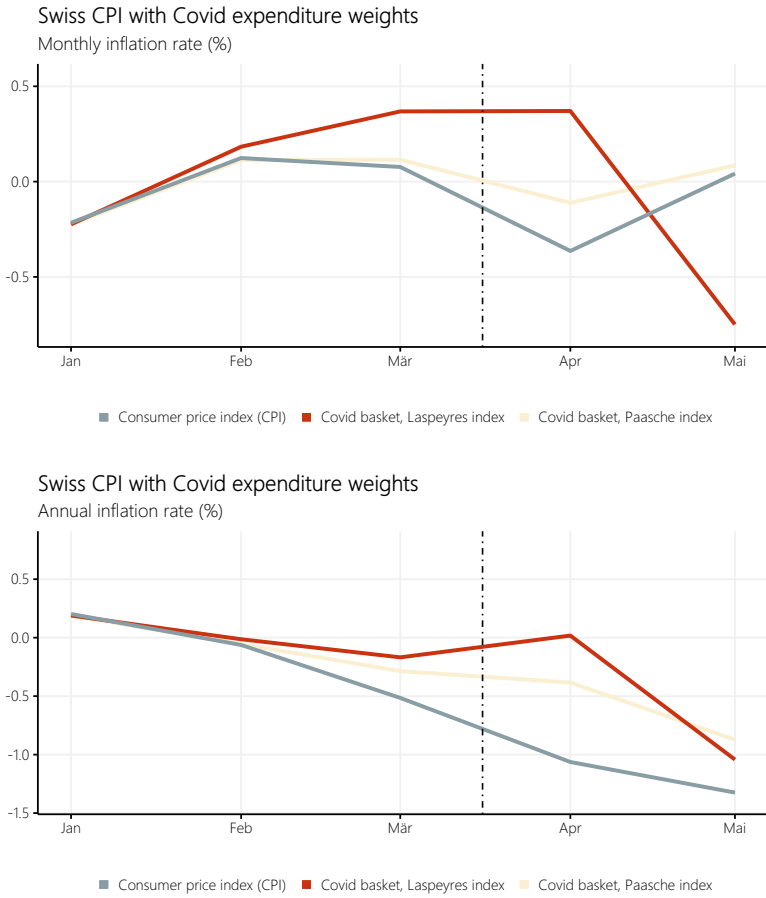 Swiss CPI with Covid expenditure weights
Monthly inflation rate (%)
0.5
0.0
-0.5
Jan Feb Mär Apr Mai
Consumer price index (CPI) Covid basket, Laspeyres index Covid basket, Paasche index
Swiss CPI with Covid expenditure weights
Annual inflation rate (%)
0.5
0.0
-0.5
-1.0
-1.5
Jan Feb Mär Apr Mai
Consumer price index (CPI) Covid basket, Laspeyres index Covid basket, Paasche index